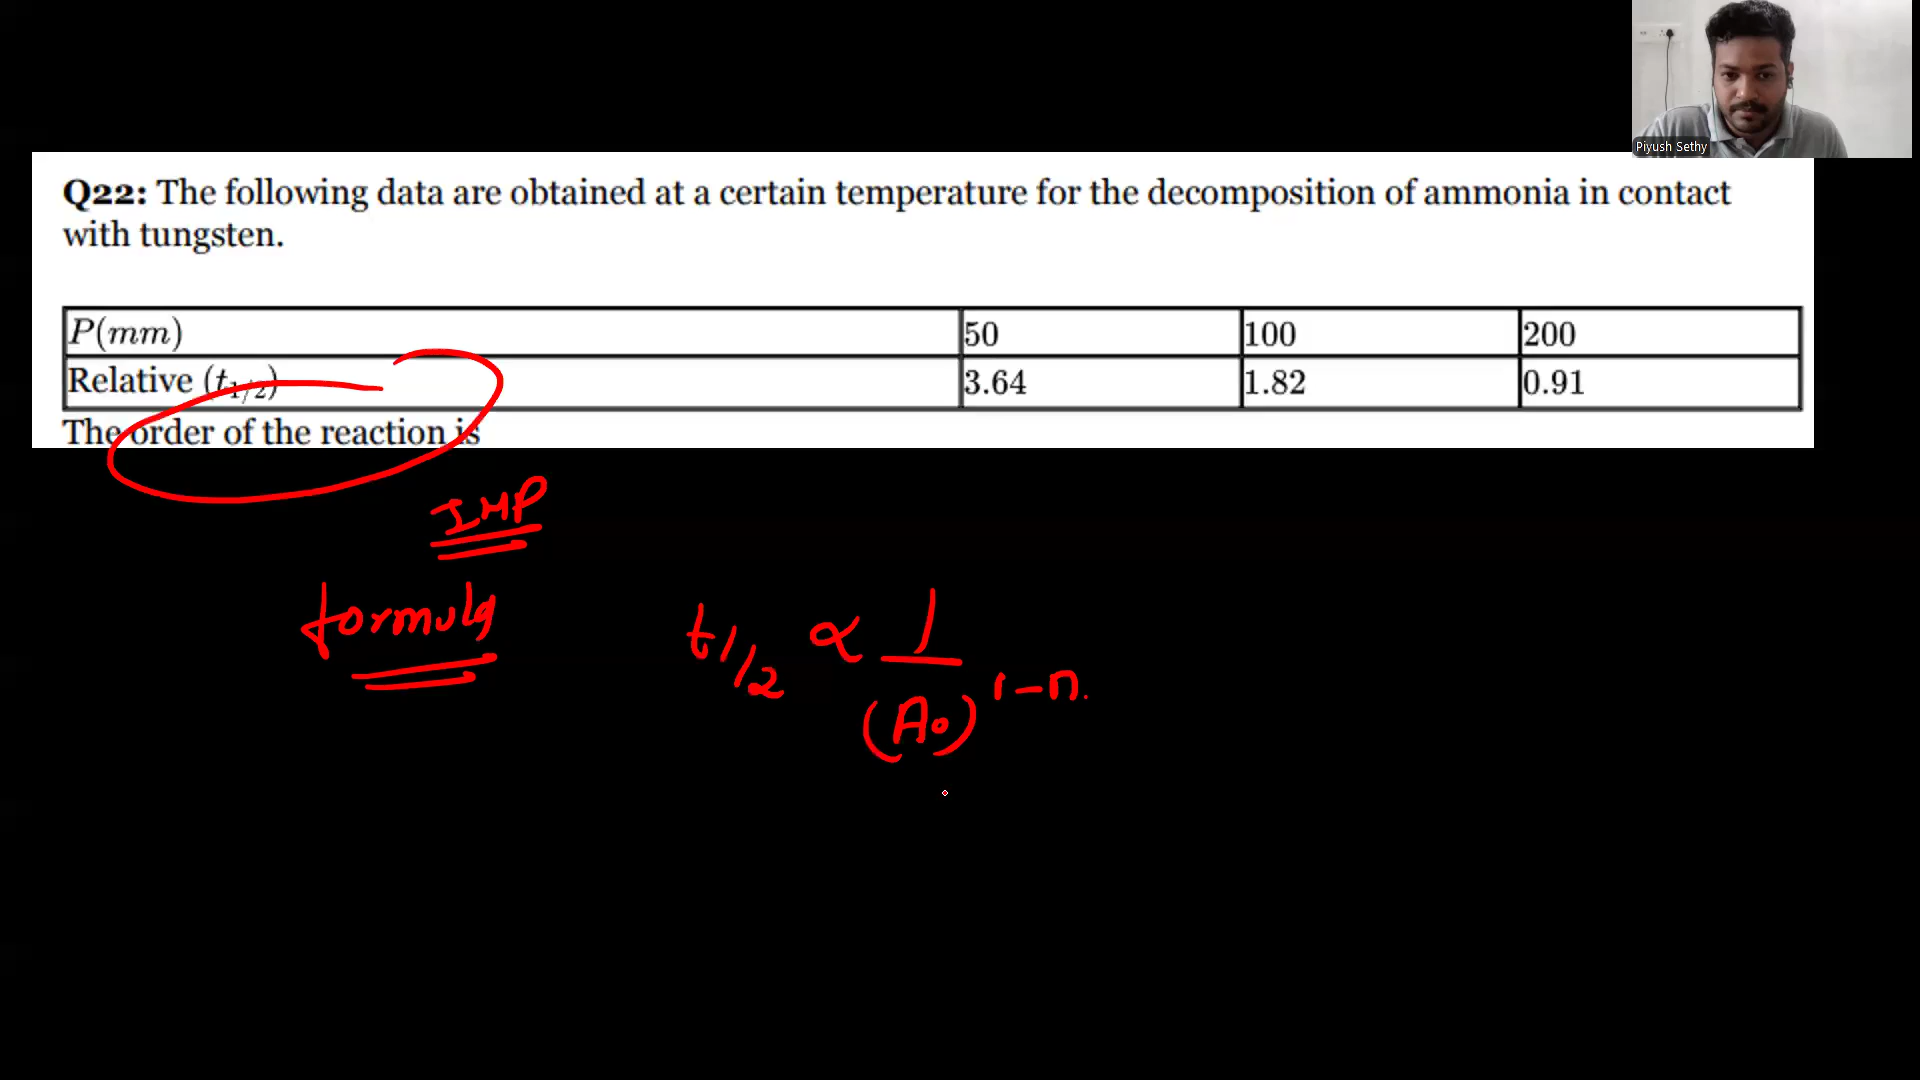 Piyush Sethy
Q22: The following data are obtained at a certain temperature for the decomposition of ammonia in contact
with tungsten.
P(mm) 50 100 200
Relative (t1/2) 3.64 1.82 0.91
The order of the reaction is
IMP
formula
t1/2 ∝ 1/(A0)^1-n.